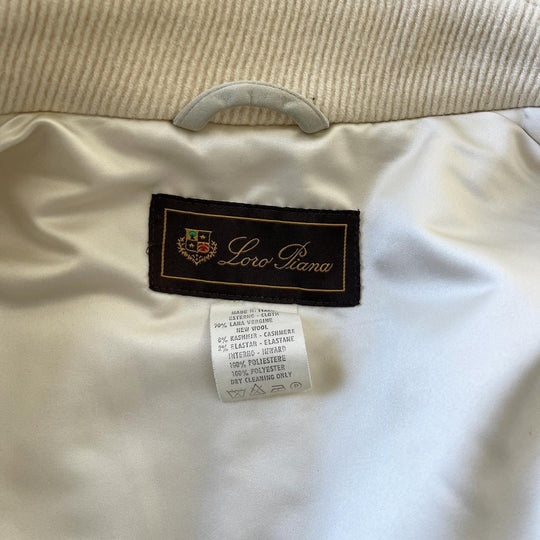 Loro Piana
MADE IN ITALY
ESTERNO - CLOTH
90% LANA VERGINE
NEW WOOL
8% KASHMIR - CASHMERE
2% ELASTAN - ELASTANE
INTERNO - INWARD
100% POLIESTERE
100% POLYESTER
DRY CLEANING ONLY